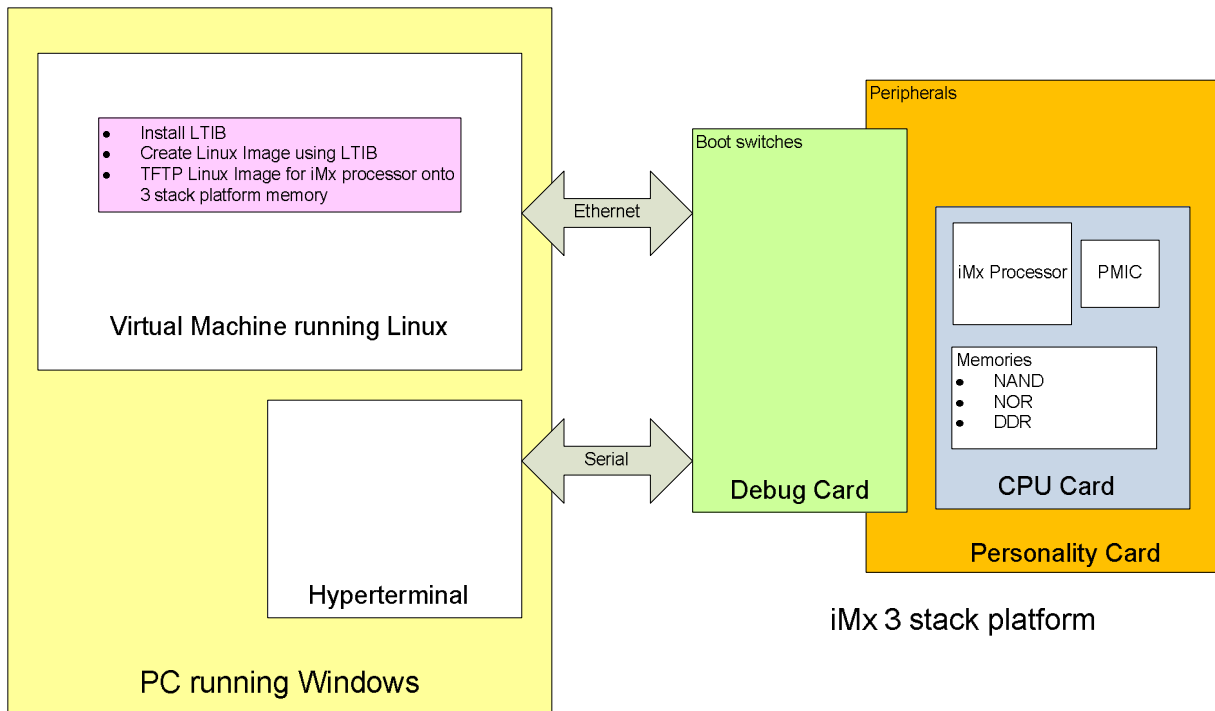 • Install LTIB
• Create Linux Image using LTIB
• TFTP Linux Image for iMx processor onto
3 stack platform memory
Virtual Machine running Linux
Hyperterminal
PC running Windows
Ethernet
Serial
Boot switches
Debug Card
Peripherals
iMx Processor
PMIC
Memories
• NAND
• NOR
• DDR
CPU Card
Personality Card
iMx 3 stack platform